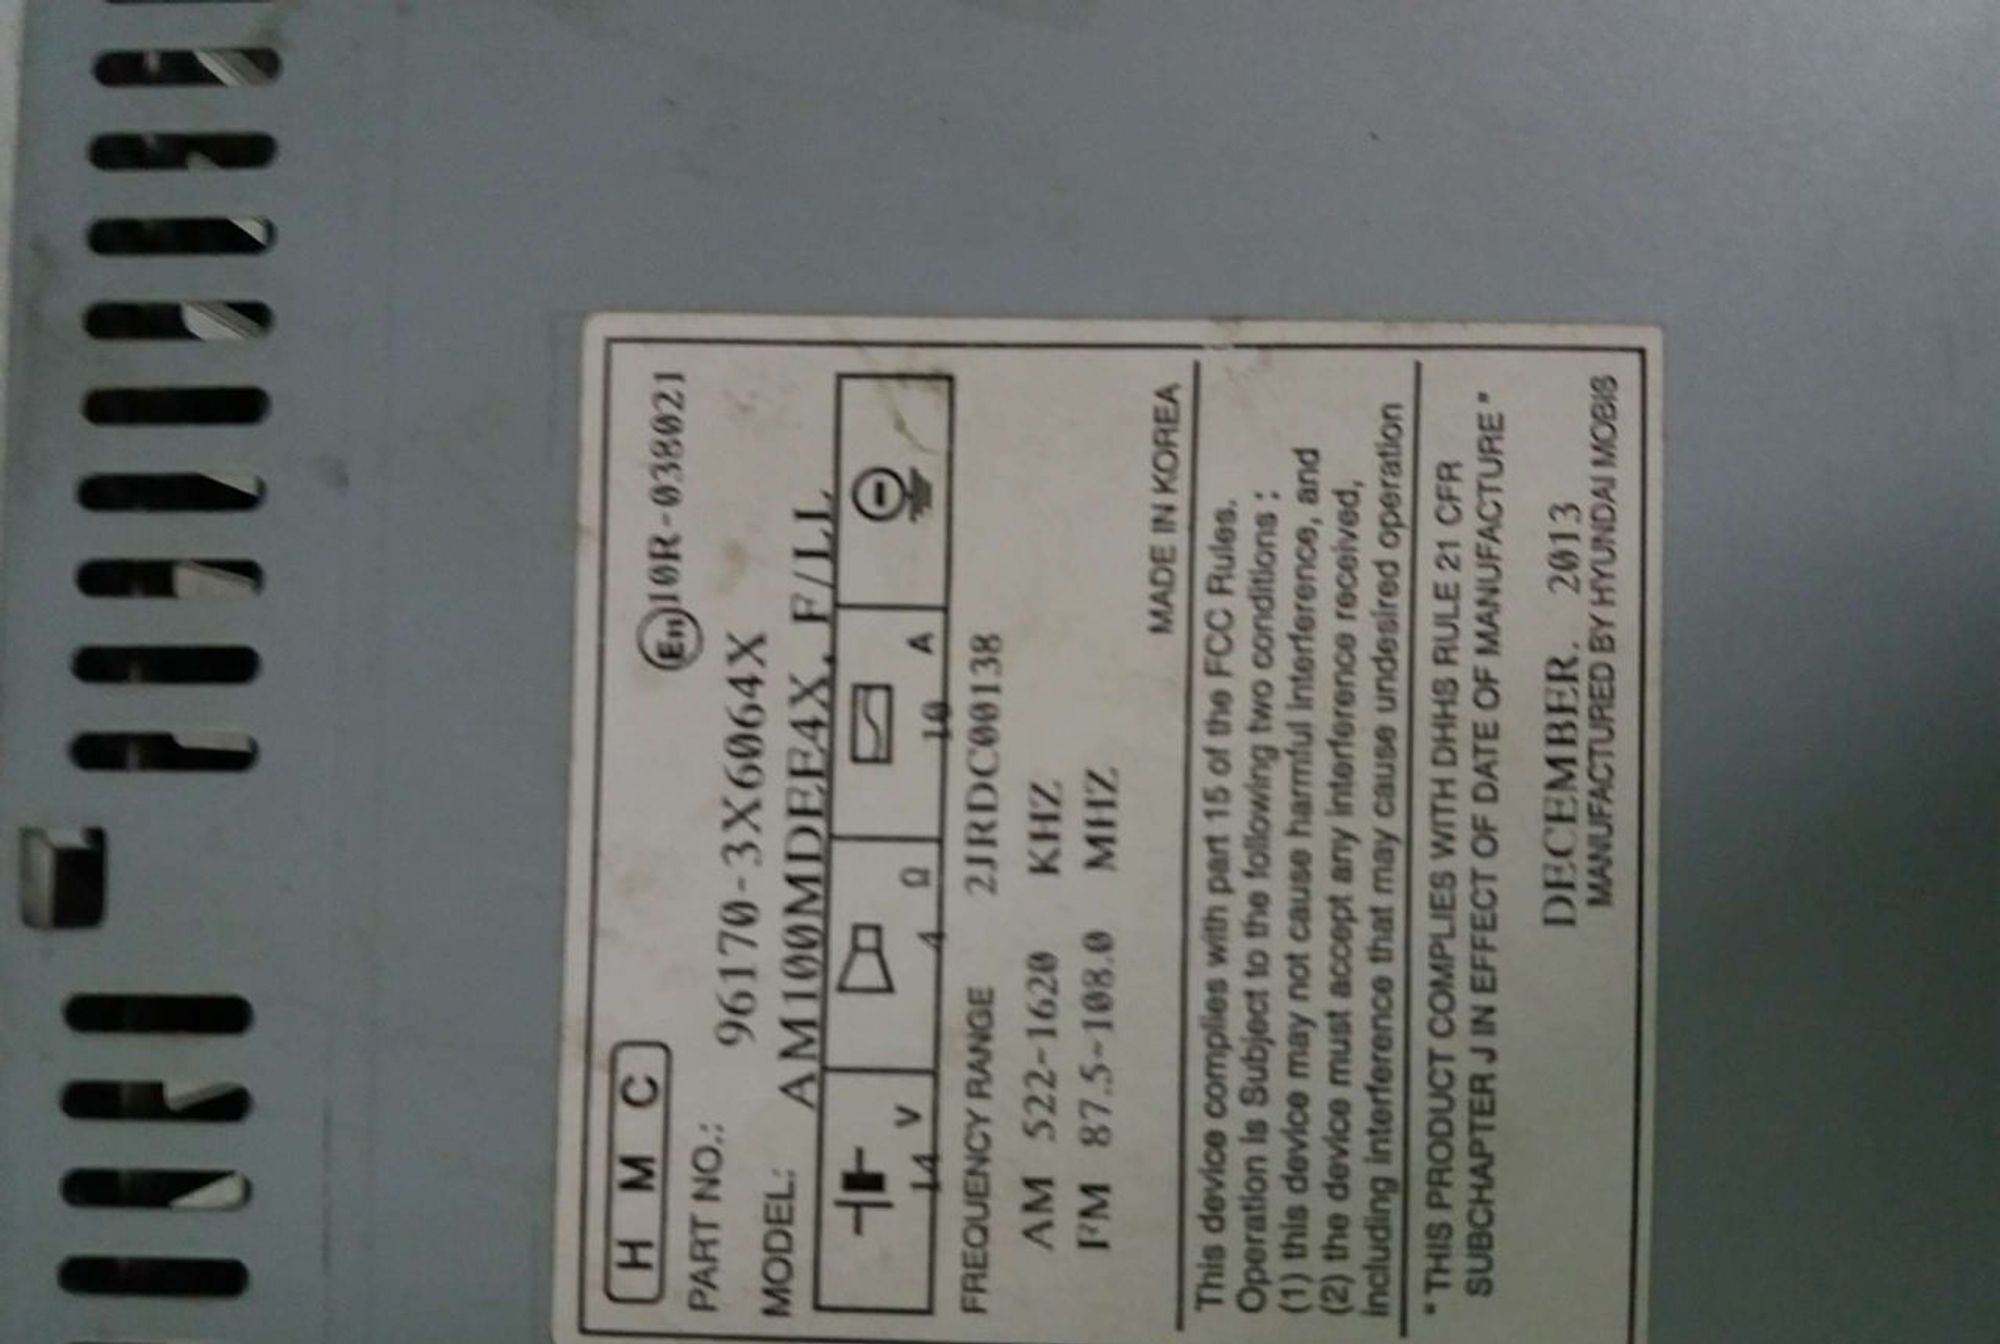 H M C
En 10R-038021
PART NO.:
96170-3X6064X
MODEL:
AM100MDEE4X, F/LL
14 V 4 Ω 10 A
FREQUENCY RANGE 2JRDC00138
AM 522-1620 KHZ
FM 87.5-108.0 MHZ
MADE IN KOREA
This device complies with part 15 of the FCC Rules.
Operation is Subject to the following two conditions :
(1) this device may not cause harmful interference, and
(2) the device must accept any interference received,
including interference that may cause undesired operation
"THIS PRODUCT COMPLIES WITH DHHS RULE 21 CFR
SUBCHAPTER J IN EFFECT OF DATE OF MANUFACTURE"
DECEMBER. 2013
MANUFACTURED BY HYUNDAI MOBIS